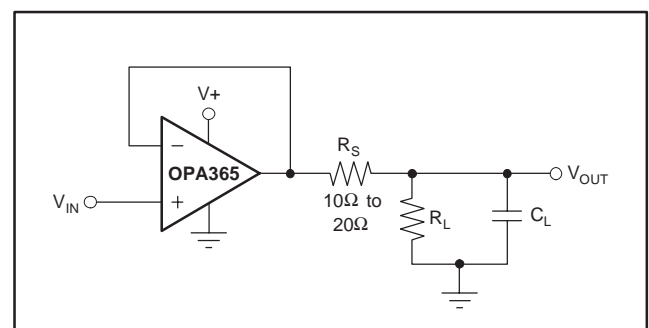 V+
−
OPA365
+
V_IN
R_S
10Ω to
20Ω
R_L
C_L
V_OUT